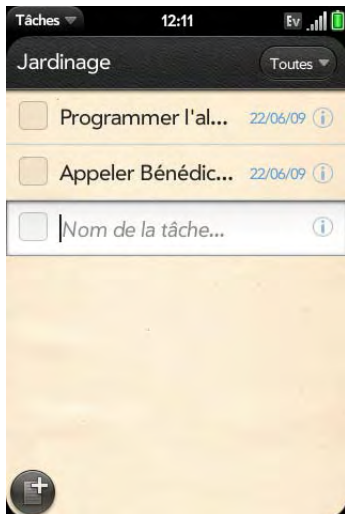 Tâches 12:11 Ev
Jardinage Toutes
Programmer l'al... 22/06/09
Appeler Bénédic... 22/06/09
Nom de la tâche...